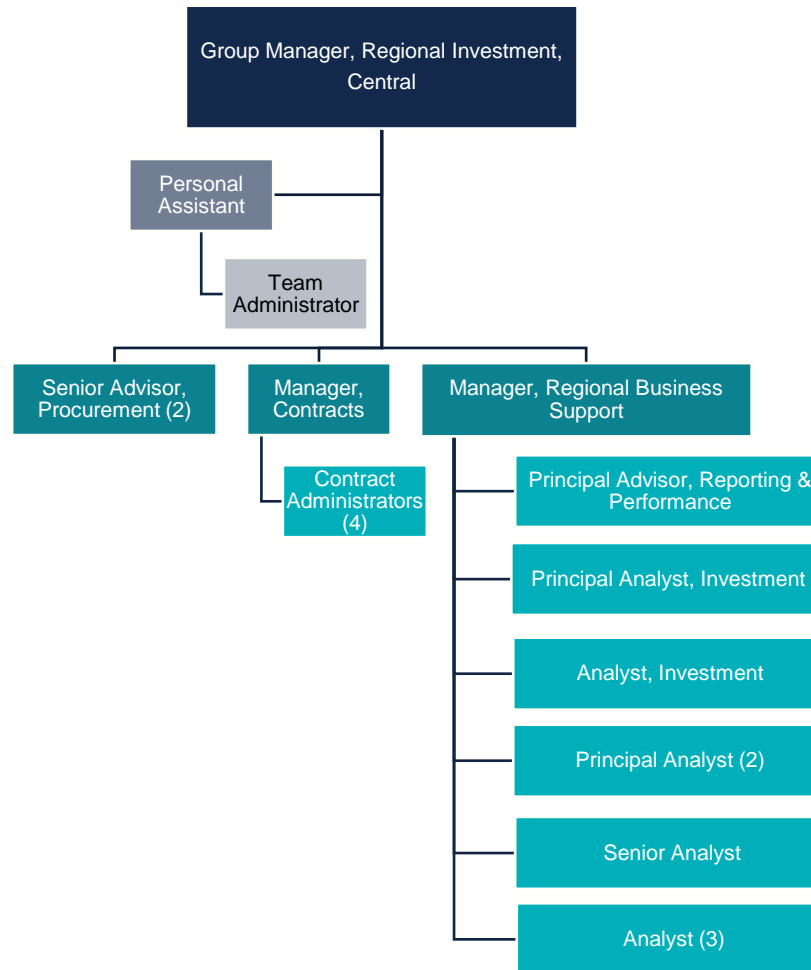 Group Manager, Regional Investment,
Central
Personal
Assistant
Team
Administrator
Senior Advisor,
Procurement (2)
Manager,
Contracts
Manager, Regional Business
Support
Contract
Administrators
(4)
Principal Advisor, Reporting &
Performance
Principal Analyst, Investment
Analyst, Investment
Principal Analyst (2)
Senior Analyst
Analyst (3)